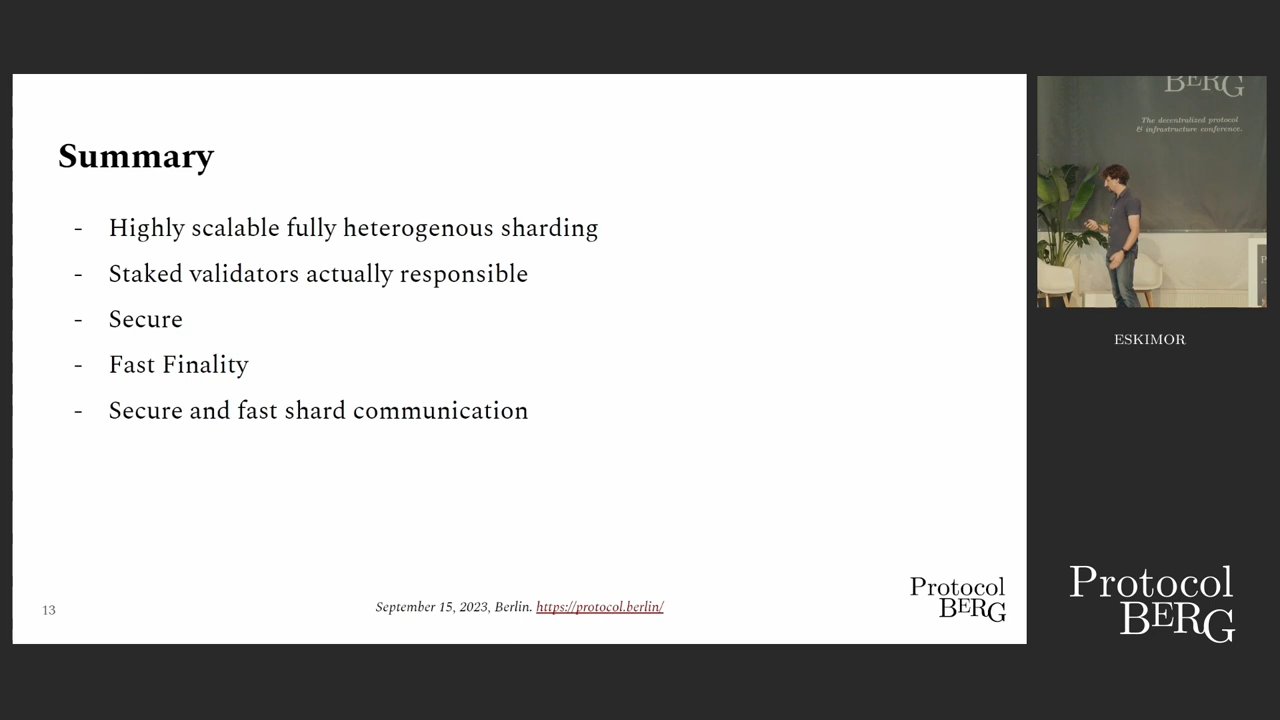 Summary
- Highly scalable fully heterogenous sharding
- Staked validators actually responsible
- Secure
- Fast Finality
- Secure and fast shard communication
13
September 15, 2023, Berlin. https://protocol.berlin/
Protocol
BERG
BERG
The decentralized protocol
& infrastructure conference.
P
ESKIMOR
Protocol
BERG